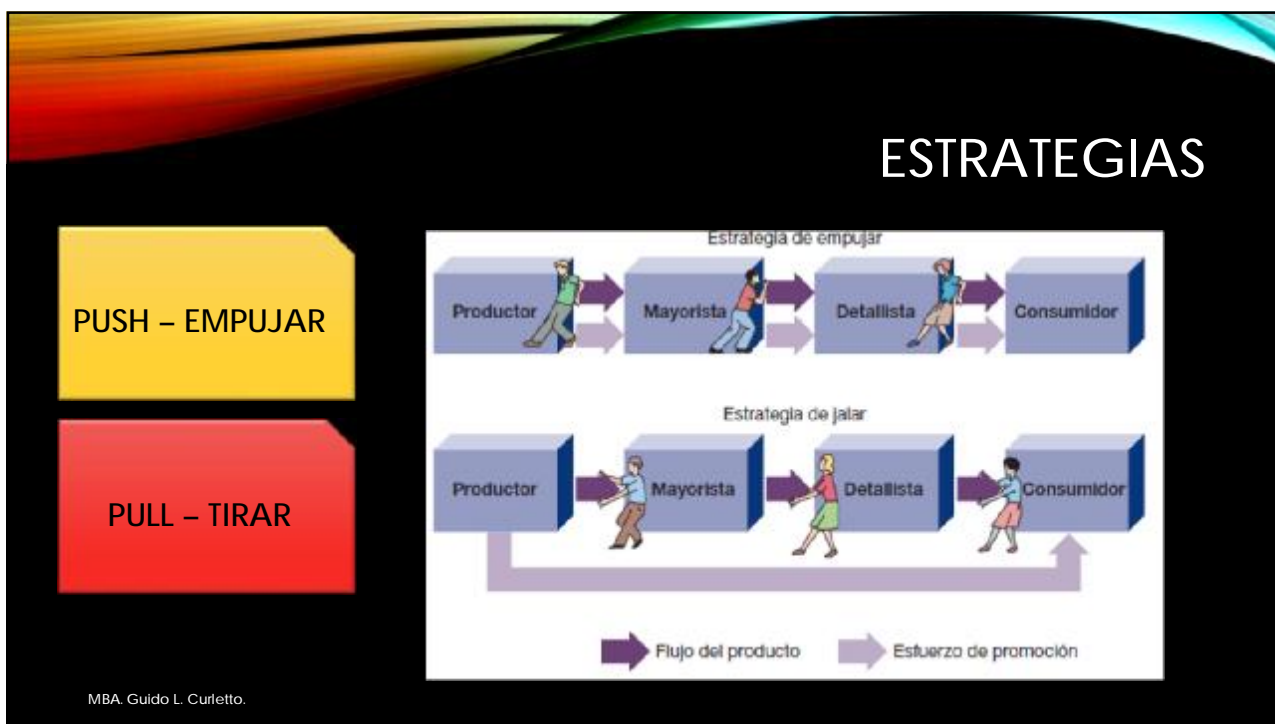 ESTRATEGIAS
PUSH – EMPUJAR
PULL – TIRAR
Estrategia de empujar
Productor
Mayorista
Detallista
Consumidor
Estrategia de jalar
Productor
Mayorista
Detallista
Consumidor
Flujo del producto
Esfuerzo de promoción
MBA. Guido L. Curletto.